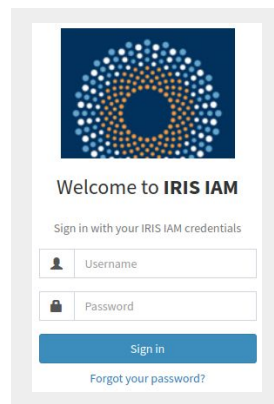 Welcome to IRIS IAM
Sign in with your IRIS IAM credentials
Username
Password
Sign in
Forgot your password?